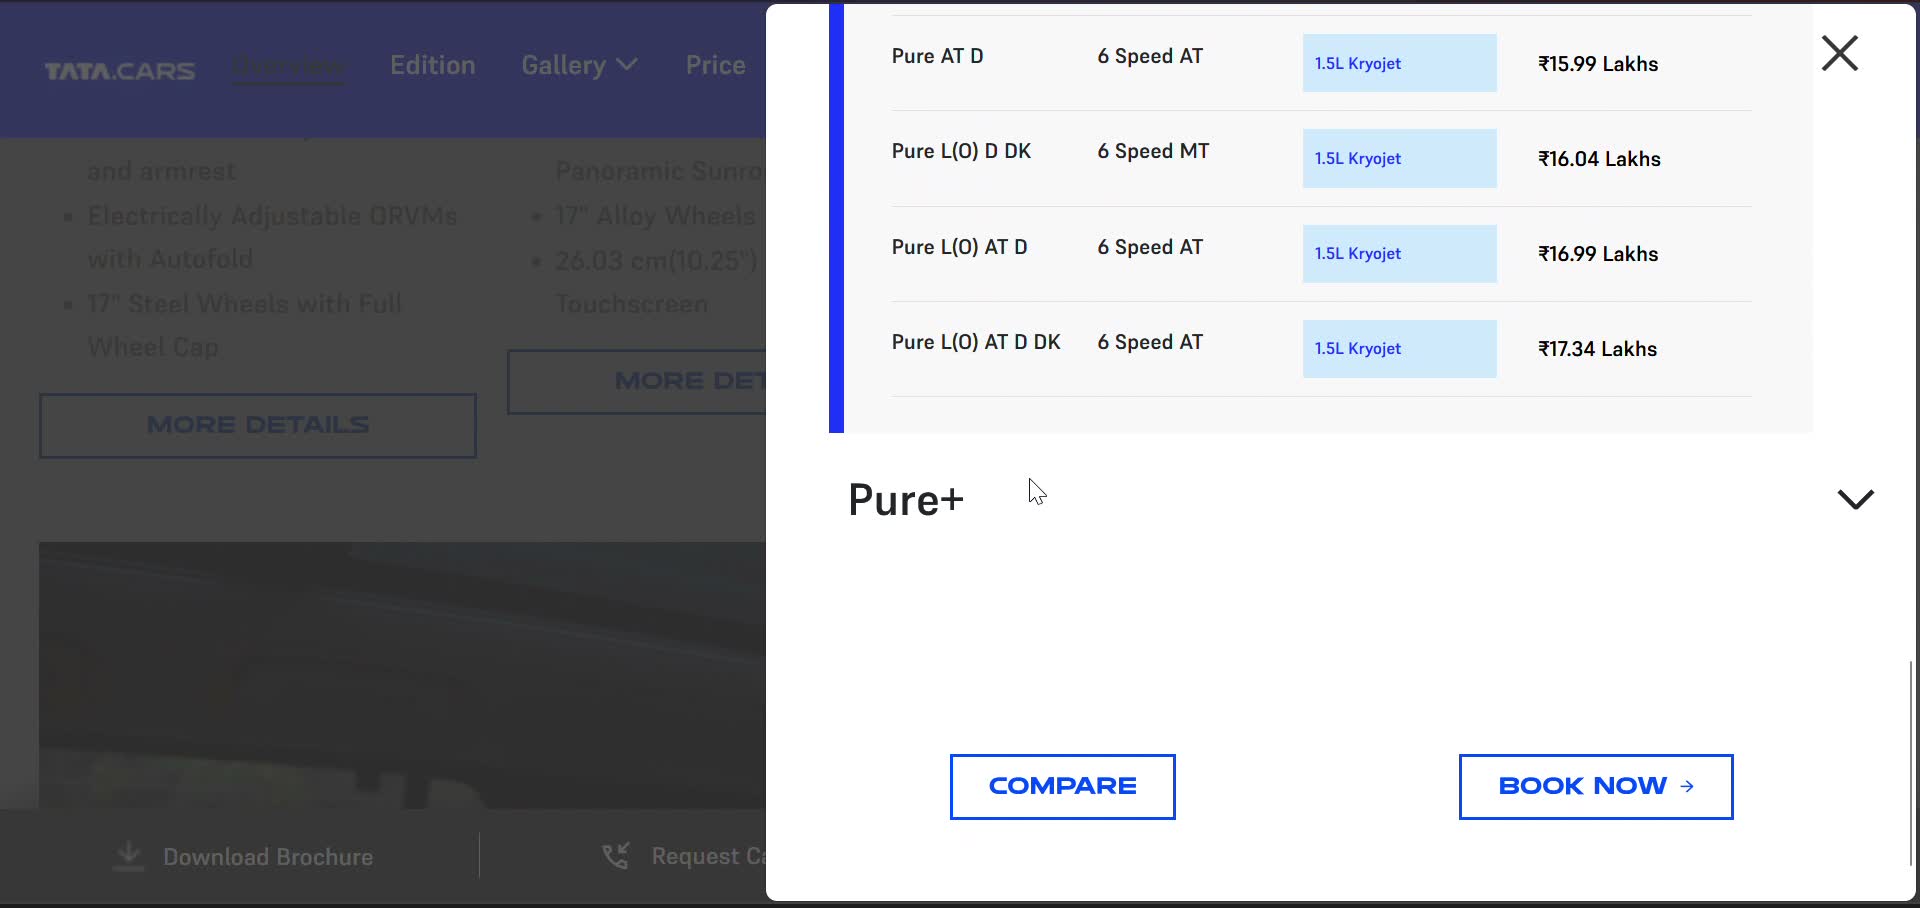 TATA.CARS Overview Edition Gallery Price
and armrest
Electrically Adjustable ORVMs
with Autofold
17" Steel Wheels with Full
Wheel Cap
MORE DETAILS
Panoramic Sunro
17" Alloy Wheels
26.03 cm(10.25")
Touchscreen
MORE DET
Download Brochure
Request Ca
Pure AT D 6 Speed AT 1.5L Kryojet ₹15.99 Lakhs
Pure L(O) D DK 6 Speed MT 1.5L Kryojet ₹16.04 Lakhs
Pure L(O) AT D 6 Speed AT 1.5L Kryojet ₹16.99 Lakhs
Pure L(O) AT D DK 6 Speed AT 1.5L Kryojet ₹17.34 Lakhs
Pure+
COMPARE
BOOK NOW →